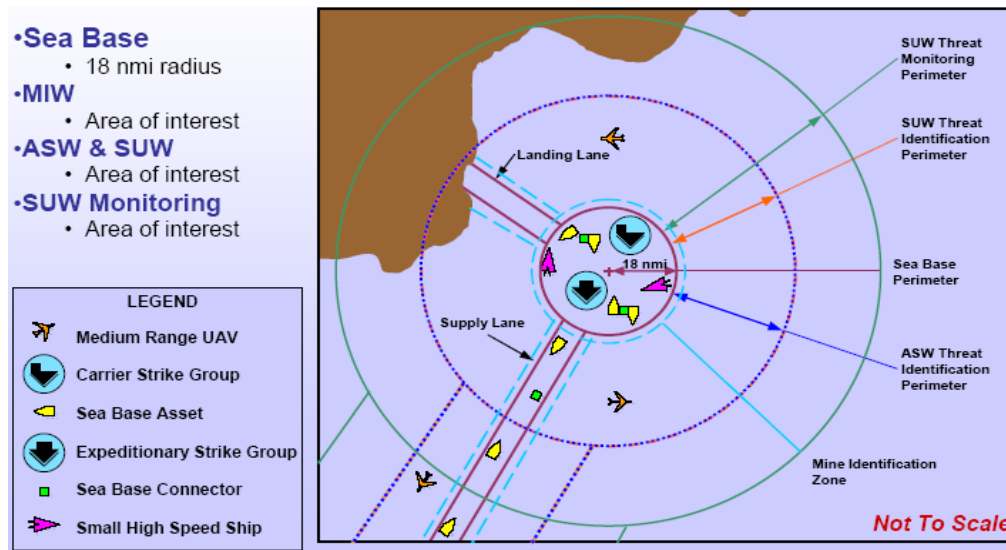 •Sea Base
• 18 nmi radius
•MIW
• Area of interest
•ASW & SUW
• Area of interest
•SUW Monitoring
• Area of interest
LEGEND
Medium Range UAV
Carrier Strike Group
Sea Base Asset
Expeditionary Strike Group
Sea Base Connector
Small High Speed Ship
Landing Lane
18 nmi
Supply Lane
SUW Threat
Monitoring
Perimeter
SUW Threat
Identification
Perimeter
Sea Base
Perimeter
ASW Threat
Identification
Perimeter
Mine Identification
Zone
Not To Scale